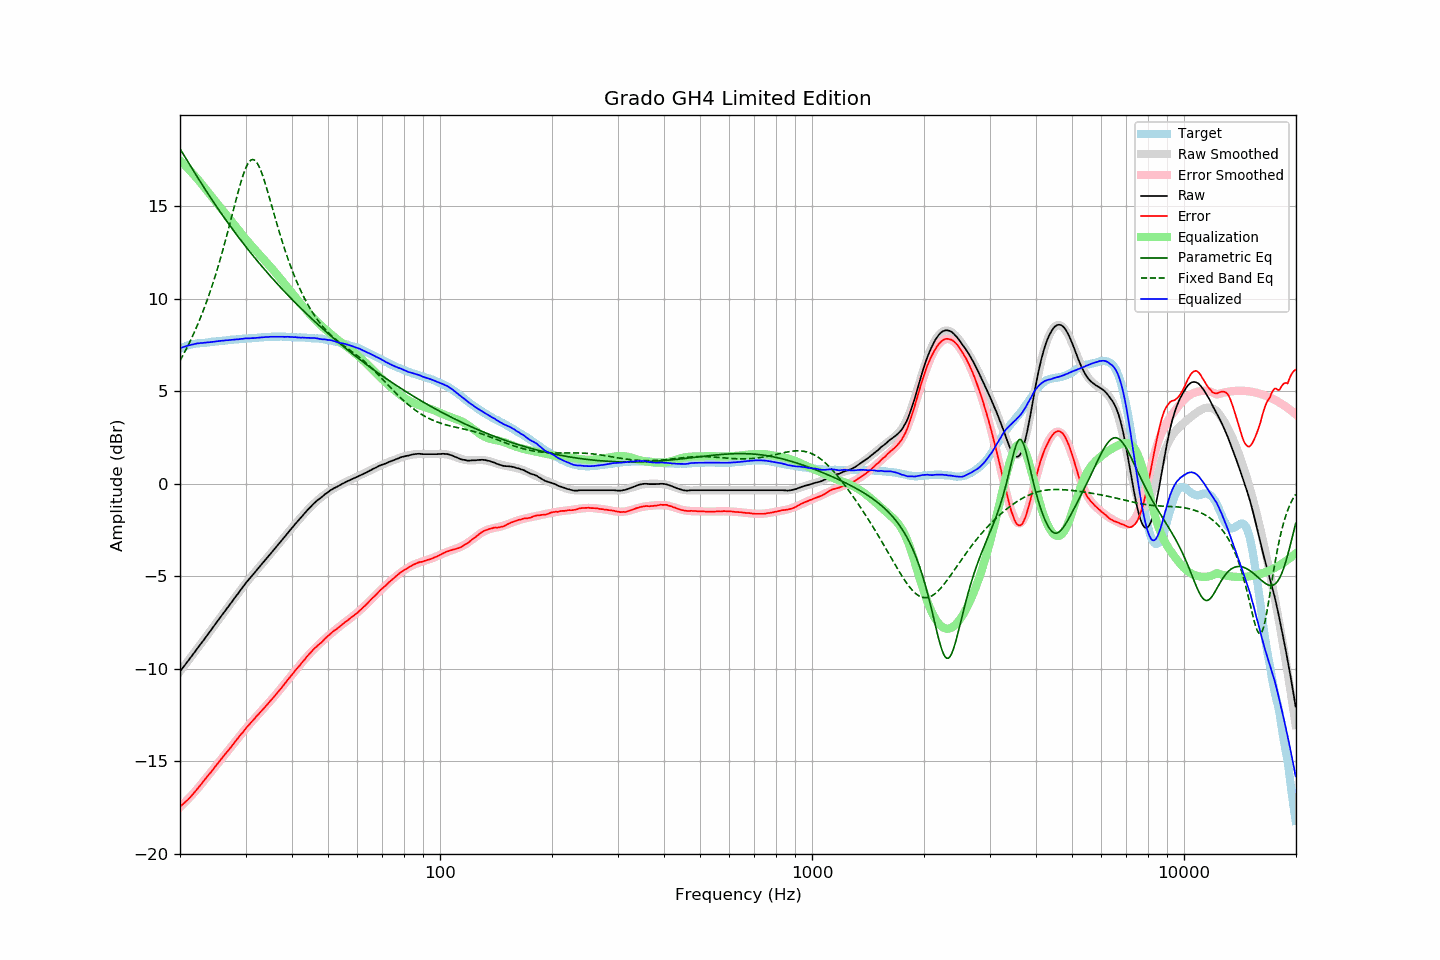 Grado GH4 Limited Edition
Target
Raw Smoothed
Error Smoothed
Raw
Error
Equalization
Parametric Eq
Fixed Band Eq
Equalized
Amplitude (dBr)
15
10
5
0
−5
−10
−15
−20
100
1000
10000
Frequency (Hz)